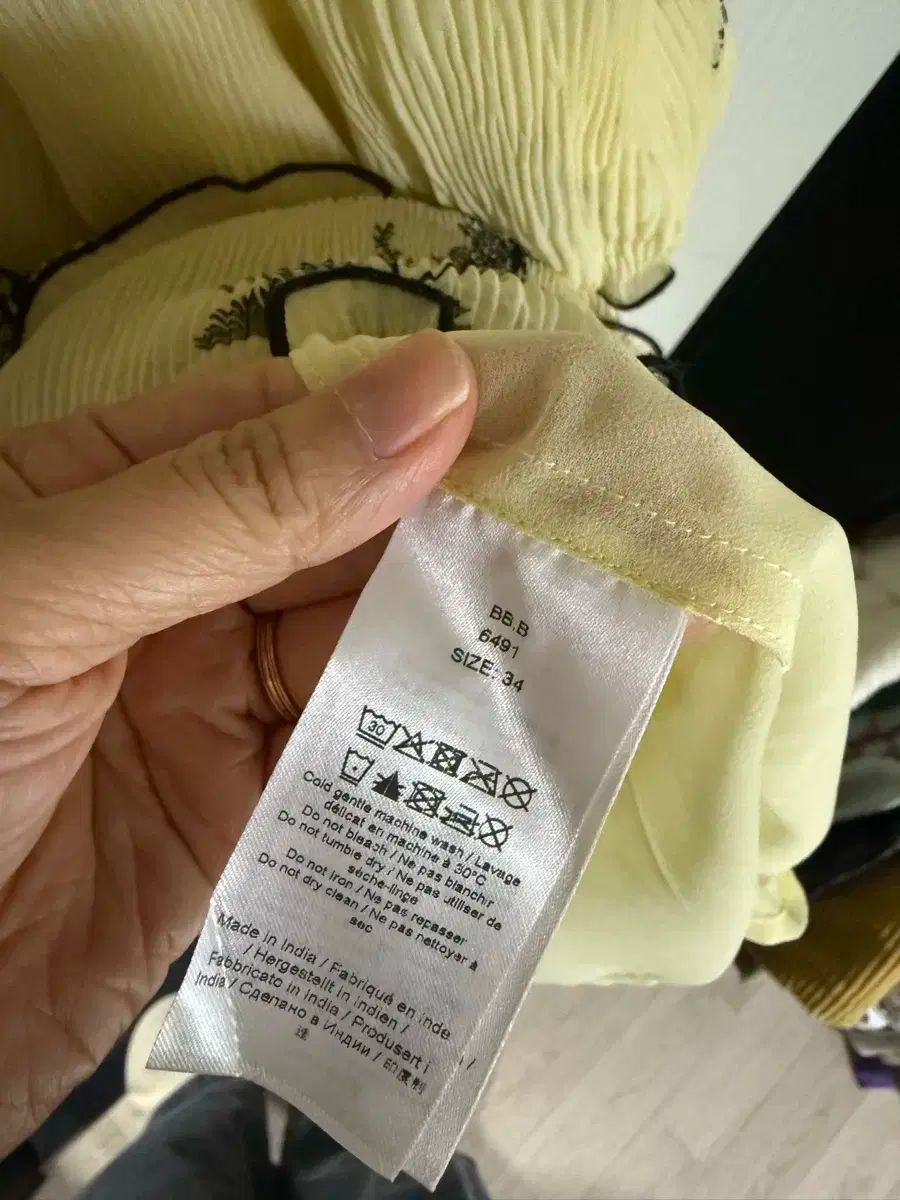 BB.B
6491
SIZE: 34
30
Cold gentle machine wash / Lavage
délicat en machine à 30°C
Do not bleach / Ne pas blanchir
Do not tumble dry / Ne pas utiliser de
sèche-linge
Do not iron / Ne pas repasser
Do not dry clean / Ne pas nettoyer à
sec
Made in India / Fabriqué en Inde
/ Hergestellt in Indien /
Fabbricato in India / Produsert i
India / Сделано в Индии / 印度制
造